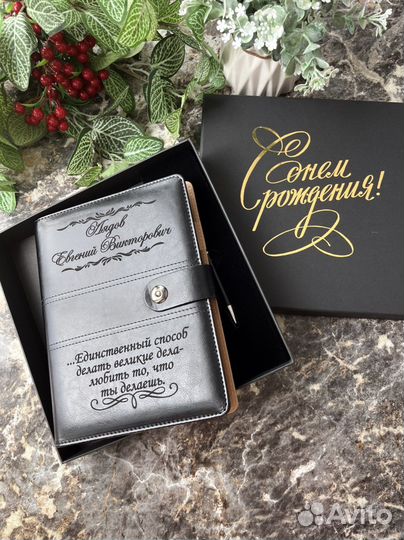 С днем
рождения!
Лядов
Евгений Викторович
...Единственный способ
делать великие дела-
любить то, что
ты делаешь.
Avito